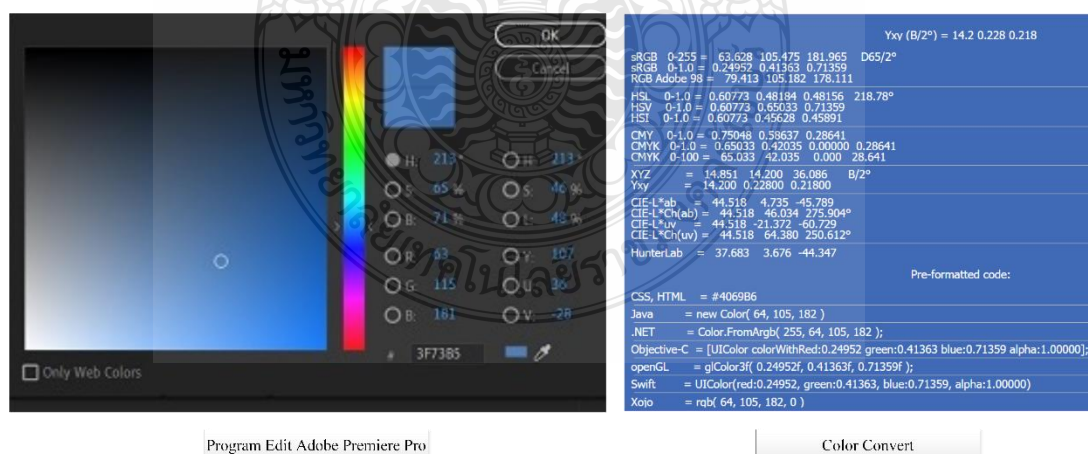 OK
Cancel
H: 213° H 213°
S: 65 % S: 46 %
B: 71 % L: 48 %
R: 63 Y: 107
G: 115 U: 36
B: 181 V: -28
# 3F73B5
Only Web Colors
Program Edit Adobe Premiere Pro
Yxy (B/2°) = 14.2 0.228 0.218
sRGB 0-255 = 63.628 105.475 181.965 D65/2°
sRGB 0-1.0 = 0.24952 0.41363 0.71359
RGB Adobe 98 = 79.413 105.182 178.111
HSL 0-1.0 = 0.60773 0.48184 0.48156 218.78°
HSV 0-1.0 = 0.60773 0.65033 0.71359
HSI 0-1.0 = 0.60773 0.45628 0.45891
CMY 0-1.0 = 0.75048 0.58637 0.28641
CMYK 0-1.0 = 0.65033 0.42035 0.00000 0.28641
CMYK 0-100 = 65.033 42.035 0.000 28.641
XYZ = 14.851 14.200 36.086 B/2°
Yxy = 14.200 0.22800 0.21800
CIE-L*ab = 44.518 4.735 -45.789
CIE-L*Ch(ab) = 44.518 46.034 275.904°
CIE-L*uv = 44.518 -21.372 -60.729
CIE-L*Ch(uv) = 44.518 64.380 250.612°
HunterLab = 37.683 3.676 -44.347
Pre-formatted code:
CSS, HTML = #4069B6
Java = new Color( 64, 105, 182 )
.NET = Color.FromArgb( 255, 64, 105, 182 );
Objective-C = [UIColor colorWithRed:0.24952 green:0.41363 blue:0.71359 alpha:1.00000];
openGL = glColor3f( 0.24952f, 0.41363f, 0.71359f );
Swift = UIColor(red:0.24952, green:0.41363, blue:0.71359, alpha:1.00000)
Xojo = rgb( 64, 105, 182, 0 )
Color Convert